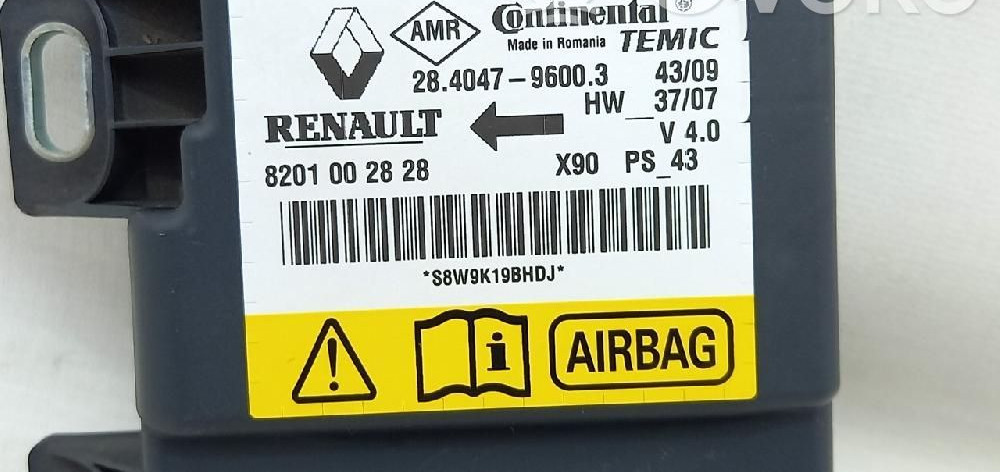 AMR Continental
Made in Romania TEMIC
28.4047-9600.3 43/09
HW__37/07
RENAULT V 4.0
8201 00 28 28 X90 PS_43
*S8W9K19BHDJ*
i AIRBAG